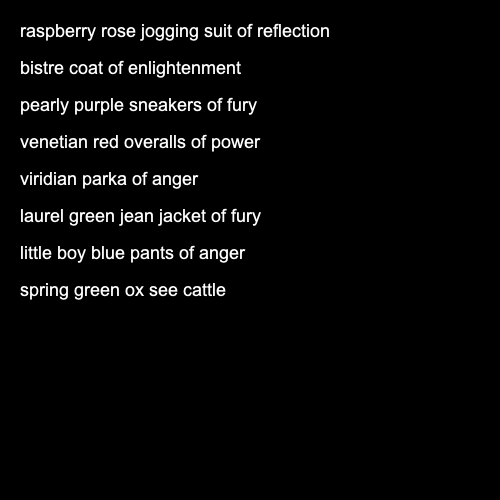 raspberry rose jogging suit of reflection
bistre coat of enlightenment
pearly purple sneakers of fury
venetian red overalls of power
viridian parka of anger
laurel green jean jacket of fury
little boy blue pants of anger
spring green ox see cattle